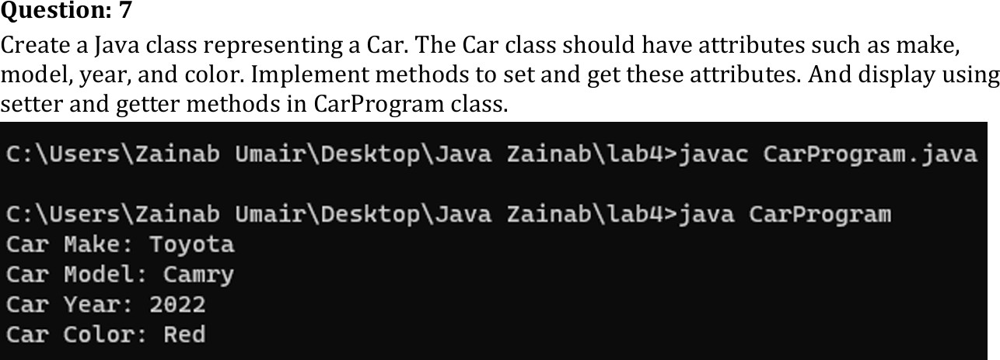 Question: 7
Create a Java class representing a Car. The Car class should have attributes such as make,
model, year, and color. Implement methods to set and get these attributes. And display using
setter and getter methods in CarProgram class.
C:\Users\Zainab Umair\Desktop\Java Zainab\lab4>javac CarProgram.java
C:\Users\Zainab Umair\Desktop\Java Zainab\lab4>java CarProgram
Car Make: Toyota
Car Model: Camry
Car Year: 2022
Car Color: Red